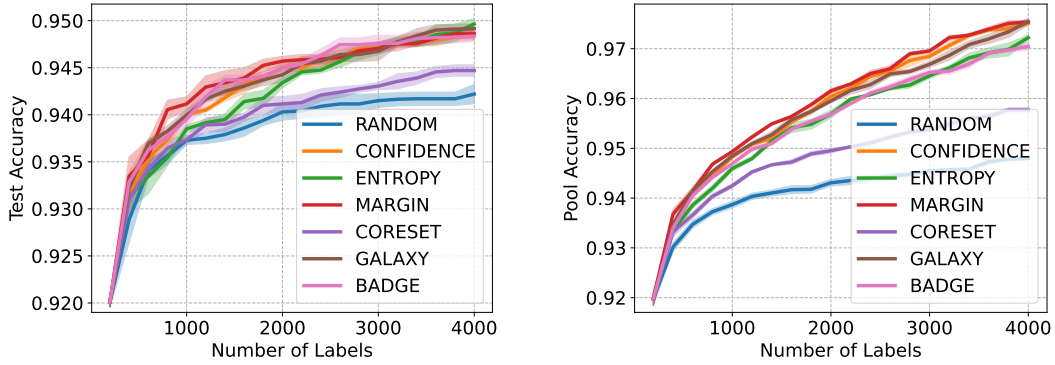 Test Accuracy
0.950
0.945
0.940
0.935
0.930
0.925
0.920
1000 2000 3000 4000
Number of Labels
RANDOM
CONFIDENCE
ENTROPY
MARGIN
CORESET
GALAXY
BADGE
Pool Accuracy
0.97
0.96
0.95
0.94
0.93
0.92
1000 2000 3000 4000
Number of Labels
RANDOM
CONFIDENCE
ENTROPY
MARGIN
CORESET
GALAXY
BADGE